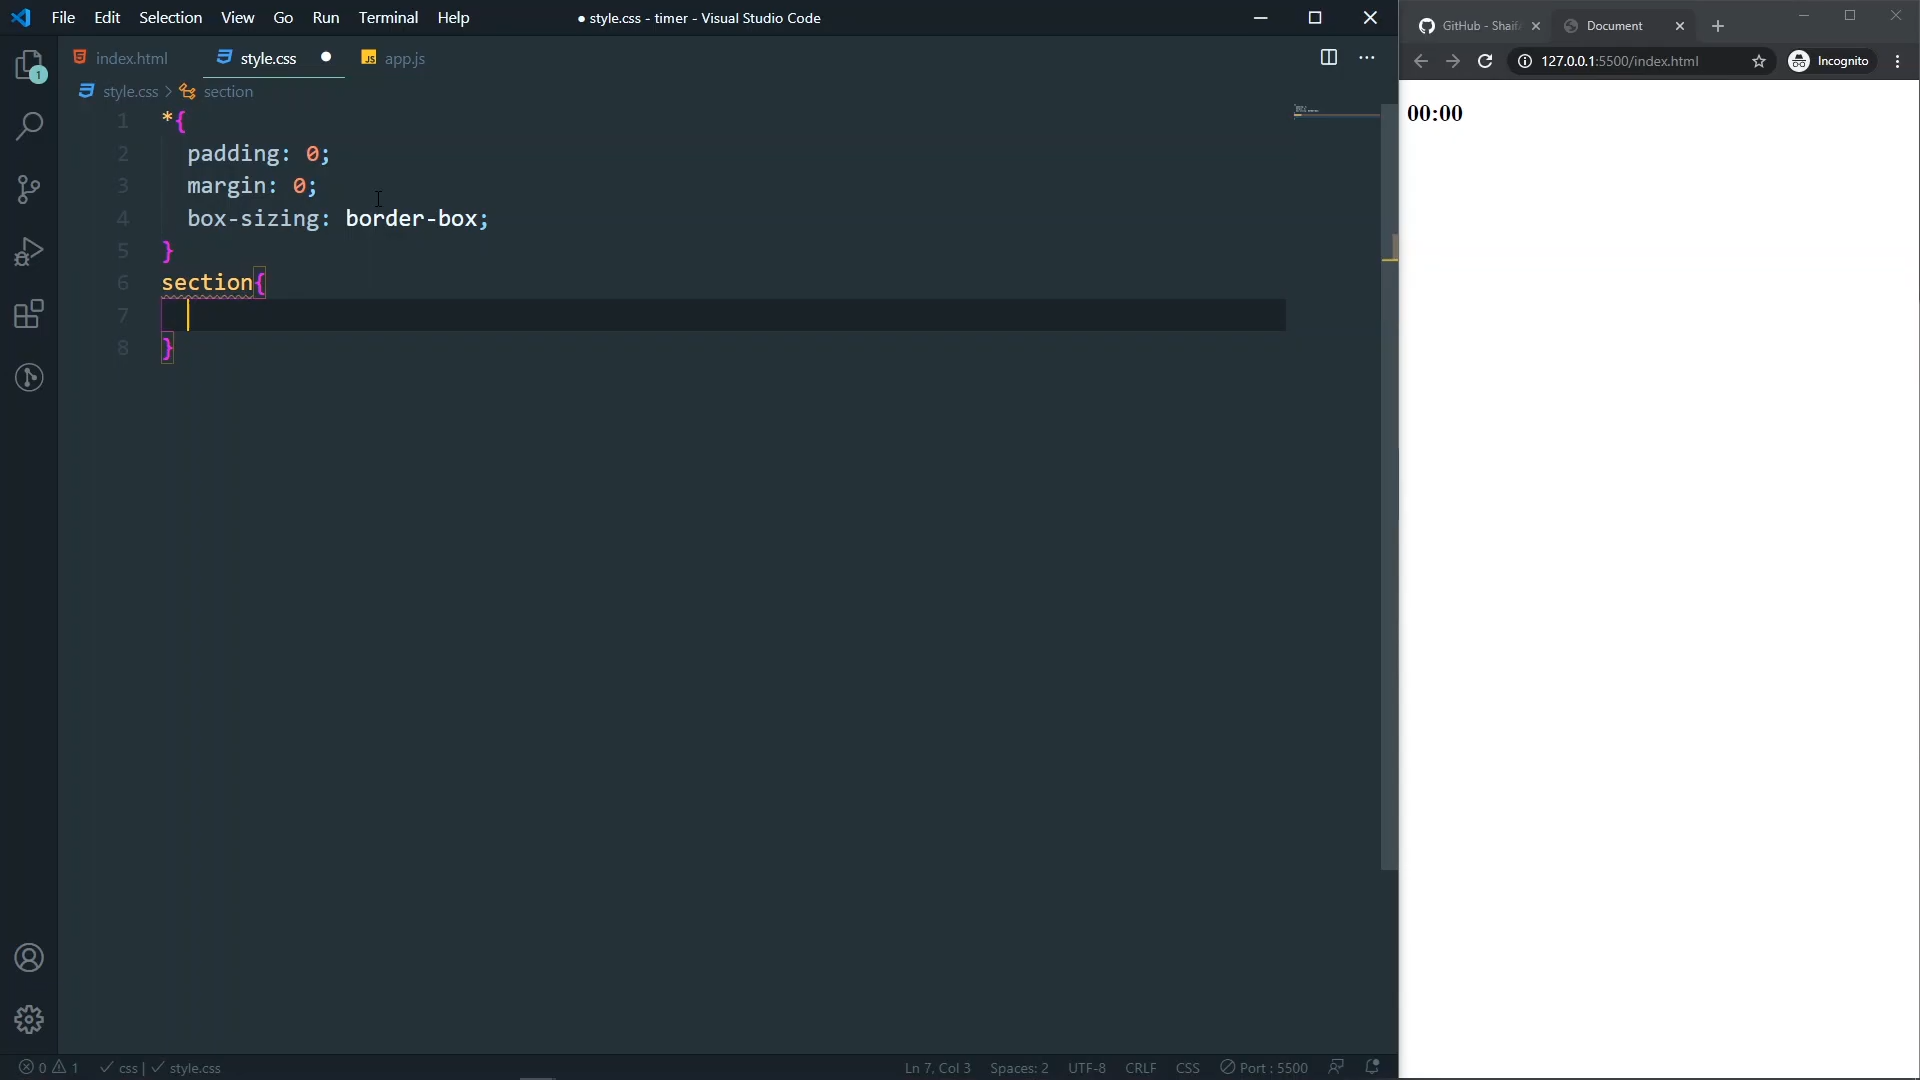 File Edit Selection View Go Run Terminal Help
● style.css - timer - Visual Studio Code
index.html
style.css
JS app.js
style.css > section
1 *{
2 padding: 0;
3 margin: 0;
4 box-sizing: border-box;
5 }
6 section{
7
8 }
1
0 1
css | style.css
Ln 7, Col 3 Spaces: 2 UTF-8 CRLF CSS Port : 5500
GitHub - Shaif
Document
127.0.0.1:5500/index.html
Incognito
00:00